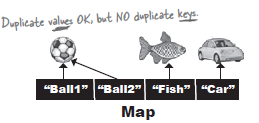 Duplicate values OK, but NO duplicate keys.
"Ball1" "Ball2" "Fish" "Car"
Map